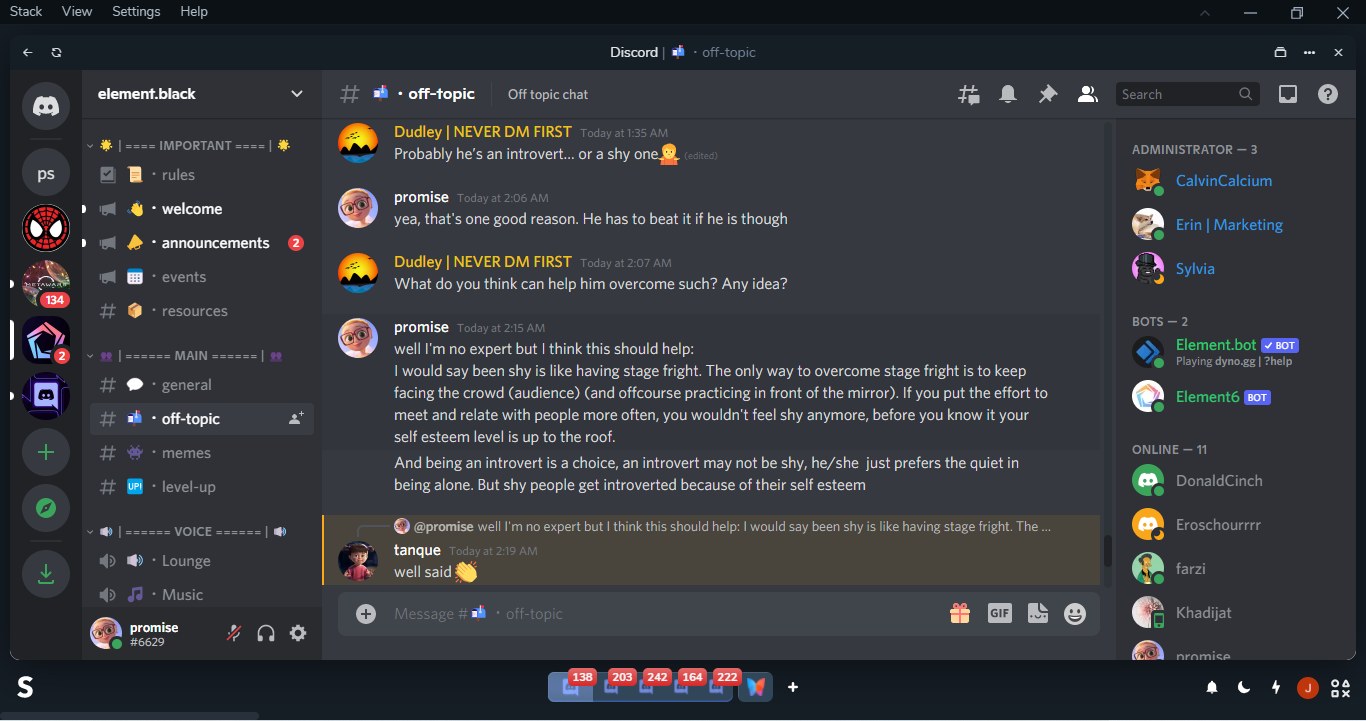 Stack View Settings Help
Discord | · off-topic
element.black
# · off-topic Off topic chat
Search
| ==== IMPORTANT ==== |
· rules
· welcome
· announcements 2
· events
# · resources
| ====== MAIN ====== |
# · general
# · off-topic
# · memes
# UP! · level-up
| ====== VOICE ====== |
· Lounge
· Music
promise
#6629
ps
METAWARS
134
2
Dudley | NEVER DM FIRST Today at 1:35 AM
Probably he's an introvert... or a shy one (edited)
promise Today at 2:06 AM
yea, that's one good reason. He has to beat it if he is though
Dudley | NEVER DM FIRST Today at 2:07 AM
What do you think can help him overcome such? Any idea?
promise Today at 2:15 AM
well I'm no expert but I think this should help:
I would say been shy is like having stage fright. The only way to overcome stage fright is to keep
facing the crowd (audience) (and offcourse practicing in front of the mirror). If you put the effort to
meet and relate with people more often, you wouldn't feel shy anymore, before you know it your
self esteem level is up to the roof.
And being an introvert is a choice, an introvert may not be shy, he/she just prefers the quiet in
being alone. But shy people get introverted because of their self esteem
@promise well I'm no expert but I think this should help: I would say been shy is like having stage fright. The ...
tanque Today at 2:19 AM
well said
Message # · off-topic
GIF
ADMINISTRATOR — 3
CalvinCalcium
Erin | Marketing
Sylvia
BOTS — 2
Element.bot ✓ BOT
Playing dyno.gg | ?help
Element6 BOT
ONLINE — 11
DonaldCinch
Eroschourrrr
farzi
Khadijat
promise
S
138 203 242 164 222
+
J